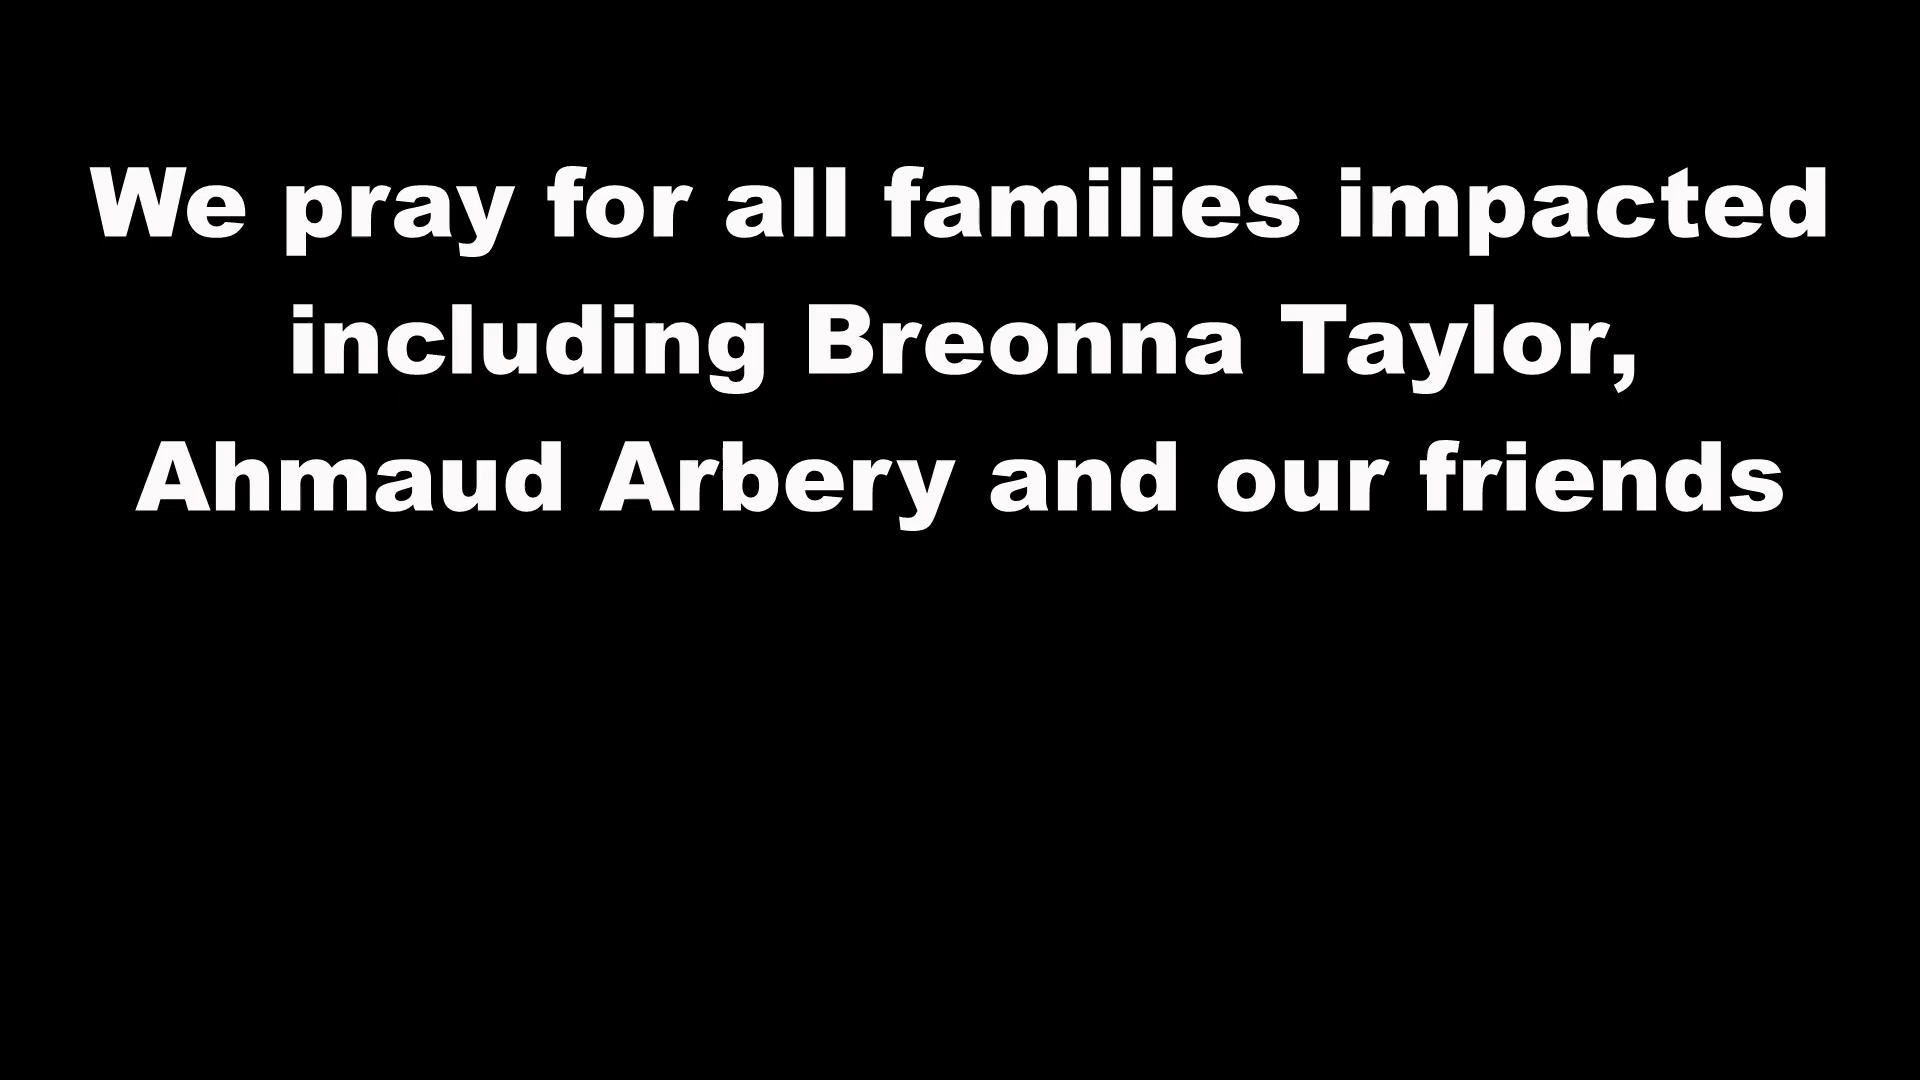 We pray for all families impacted
including Breonna Taylor,
Ahmaud Arbery and our friends